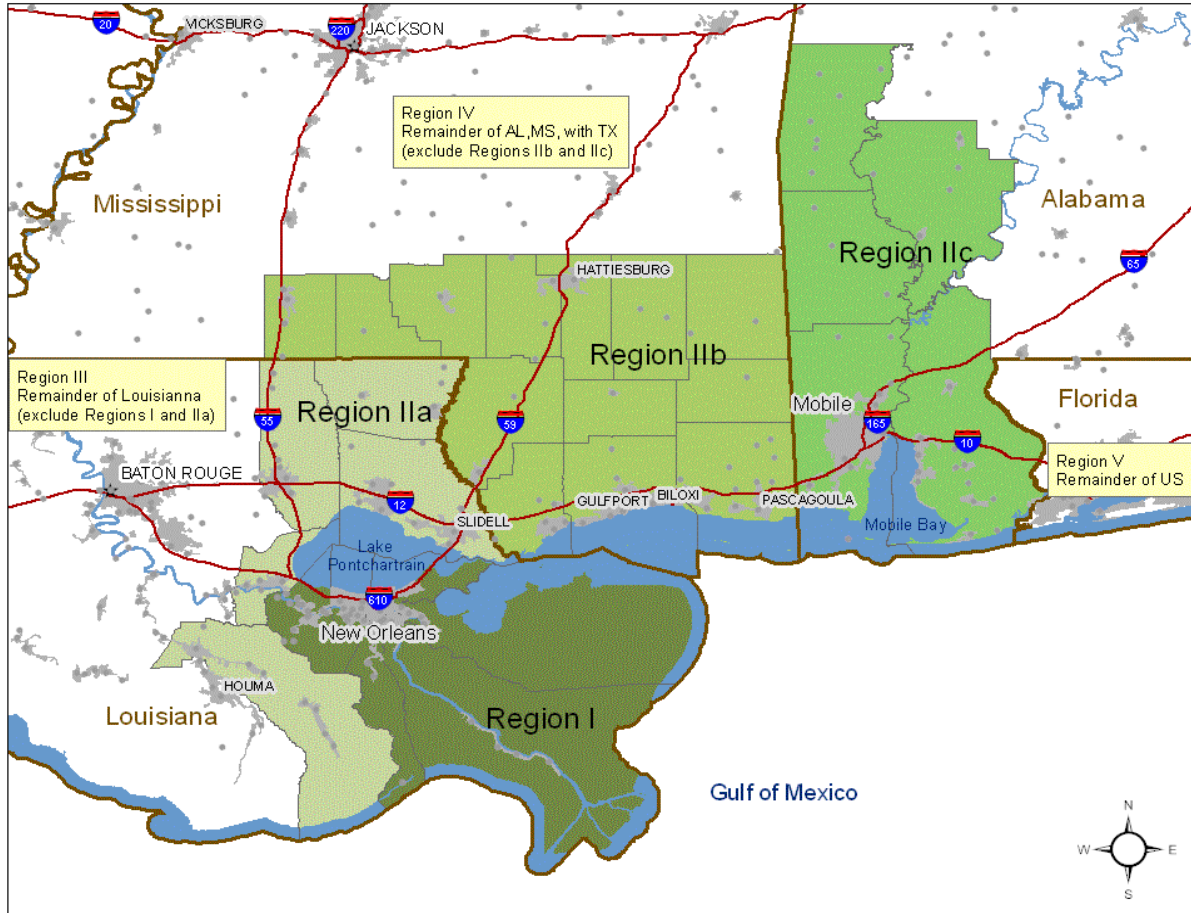 20
VICKSBURG
220
JACKSON
Region IV
Remainder of AL,MS, with TX
(exclude Regions IIb and IIc)
Mississippi
Alabama
Region IIc
65
HATTIESBURG
Region IIb
Region III
Remainder of Louisianna
(exclude Regions I and IIa)
Region IIa
55
59
Mobile
165
10
Florida
Region V
Remainder of US
BATON ROUGE
12
SLIDELL
GULFPORT
BILOXI
PASCAGOULA
Mobile Bay
Lake
Pontchartrain
610
New Orleans
HOUMA
Louisiana
Region I
Gulf of Mexico
N
W
E
S